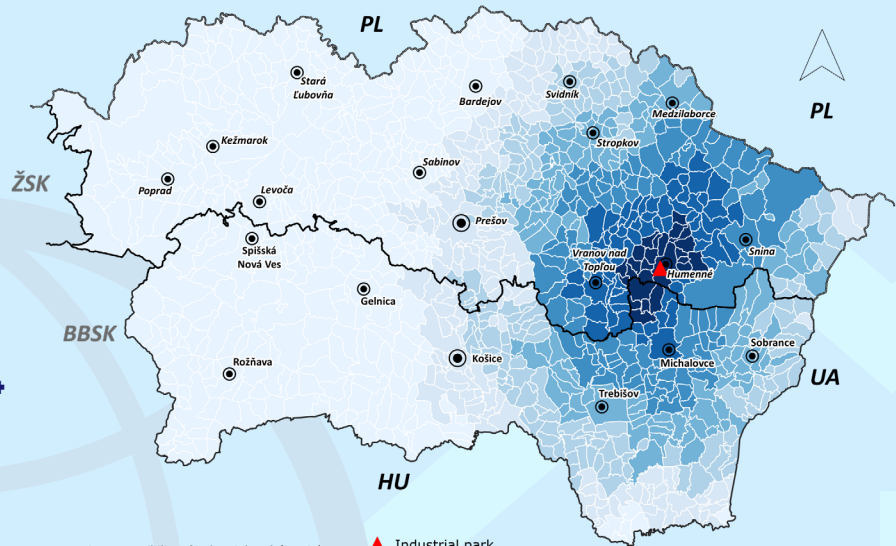 PL
Stará
Ľubovňa
Bardejov
Svidník
Medzilaborce
PL
Stropkov
Kežmarok
Sabinov
ŽSK
Poprad
Levoča
Prešov
Spišská
Nová Ves
Vranov nad
Topľou
Humenné
Snina
Gelnica
BBSK
Košice
Michalovce
Sobrance
Rožňava
Trebišov
UA
HU
Industrial park